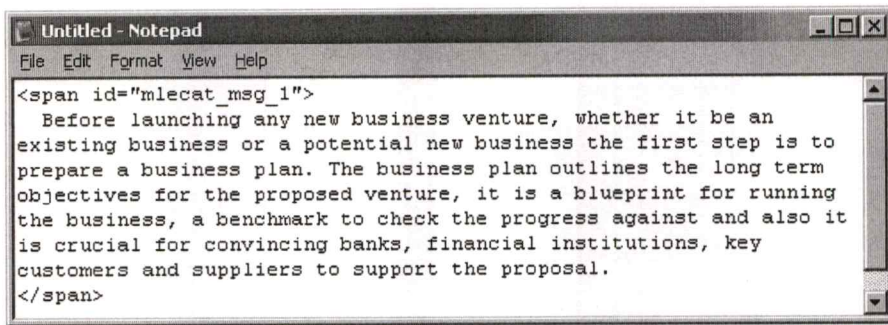 Untitled - Notepad
File Edit Format View Help
<span id="mlecat_msg_1">
Before launching any new business venture, whether it be an
existing business or a potential new business the first step is to
prepare a business plan. The business plan outlines the long term
objectives for the proposed venture, it is a blueprint for running
the business, a benchmark to check the progress against and also it
is crucial for convincing banks, financial institutions, key
customers and suppliers to support the proposal.
</span>